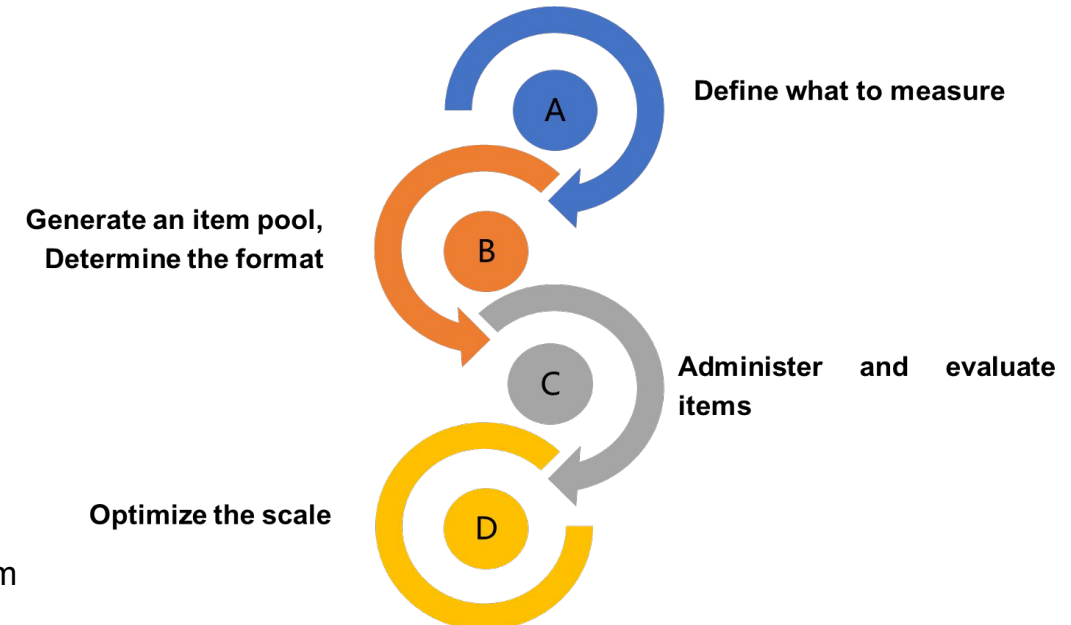 A
Define what to measure
Generate an item pool,
Determine the format
B
Administer and evaluate
items
C
Optimize the scale
D
m